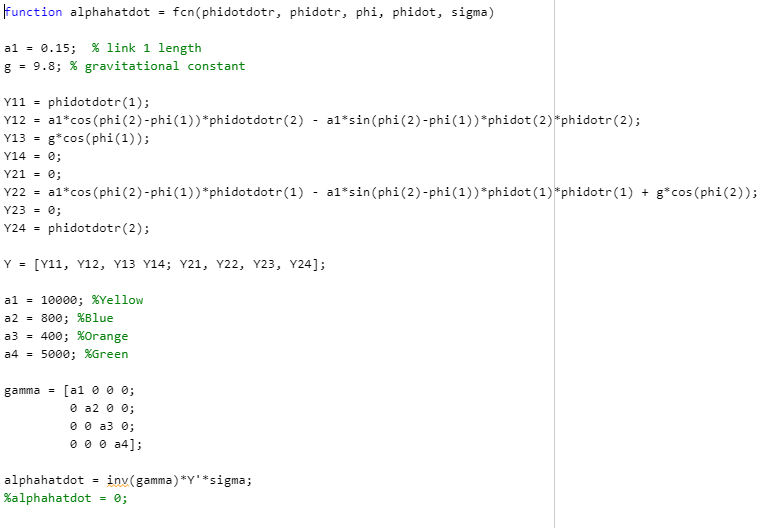 function alphahatdot = fcn(phidotdotr, phidotr, phi, phidot, sigma)
a1 = 0.15;  % link 1 length
g = 9.8; % gravitational constant
Y11 = phidotdotr(1);
Y12 = a1*cos(phi(2)-phi(1))*phidotdotr(2) - a1*sin(phi(2)-phi(1))*phidot(2)*phidotr(2);
Y13 = g*cos(phi(1));
Y14 = 0;
Y21 = 0;
Y22 = a1*cos(phi(2)-phi(1))*phidotdotr(1) - a1*sin(phi(2)-phi(1))*phidot(1)*phidotr(1) + g*cos(phi(2));
Y23 = 0;
Y24 = phidotdotr(2);
Y = [Y11, Y12, Y13 Y14; Y21, Y22, Y23, Y24];
a1 = 10000; %Yellow
a2 = 800; %Blue
a3 = 400; %Orange
a4 = 5000; %Green
gamma = [a1 0 0 0;
0 a2 0 0;
0 0 a3 0;
0 0 0 a4];
alphahatdot = inv(gamma)*Y'*sigma;
%alphahatdot = 0;